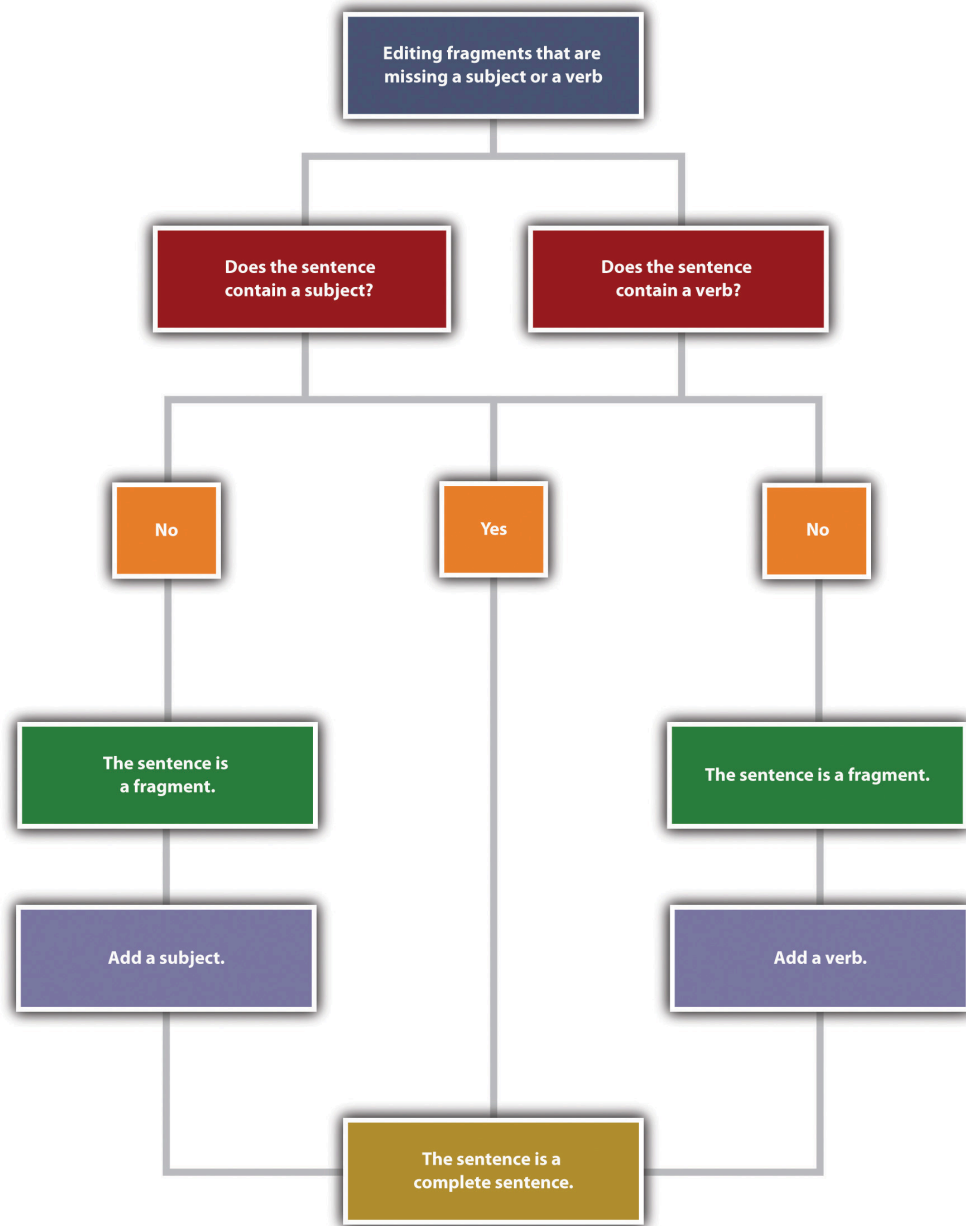 Editing fragments that are
missing a subject or a verb
Does the sentence
contain a subject?
Does the sentence
contain a verb?
No
Yes
No
The sentence is
a fragment.
The sentence is a fragment.
Add a subject.
Add a verb.
The sentence is a
complete sentence.